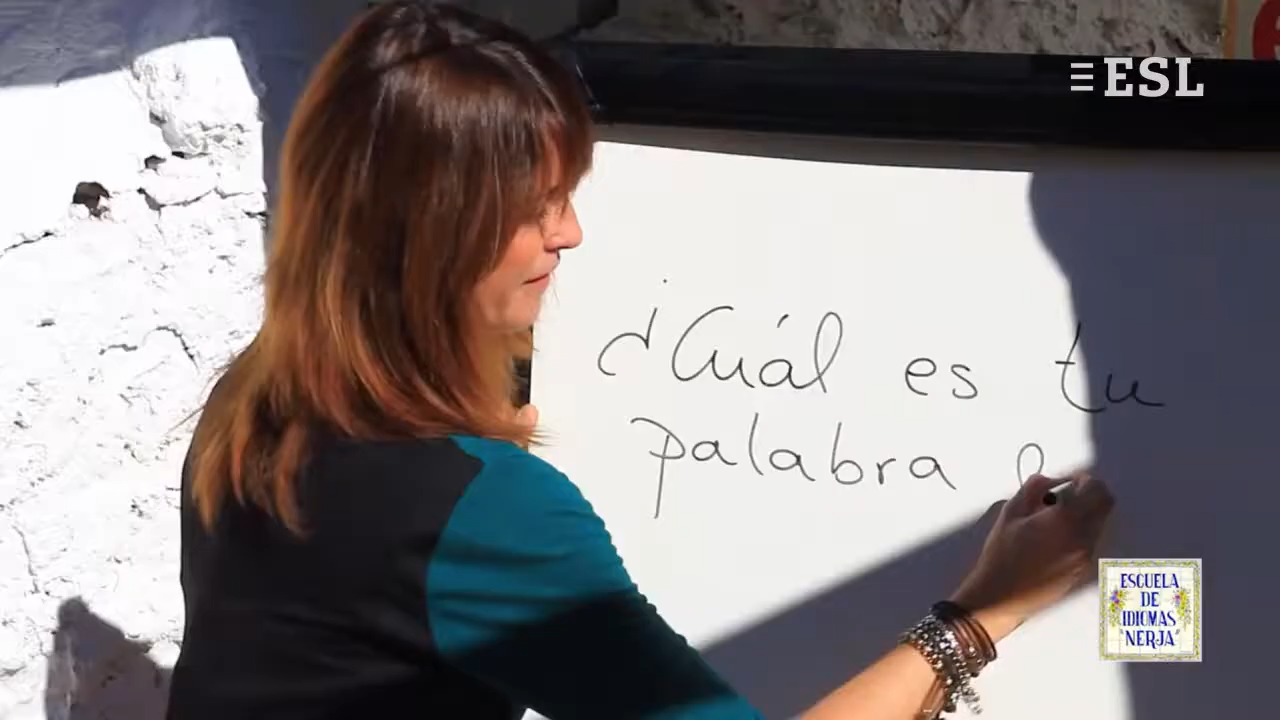 ESL
¿Cuál es tu
palabra
ESCUELA
DE
IDIOMAS
"NERJA"